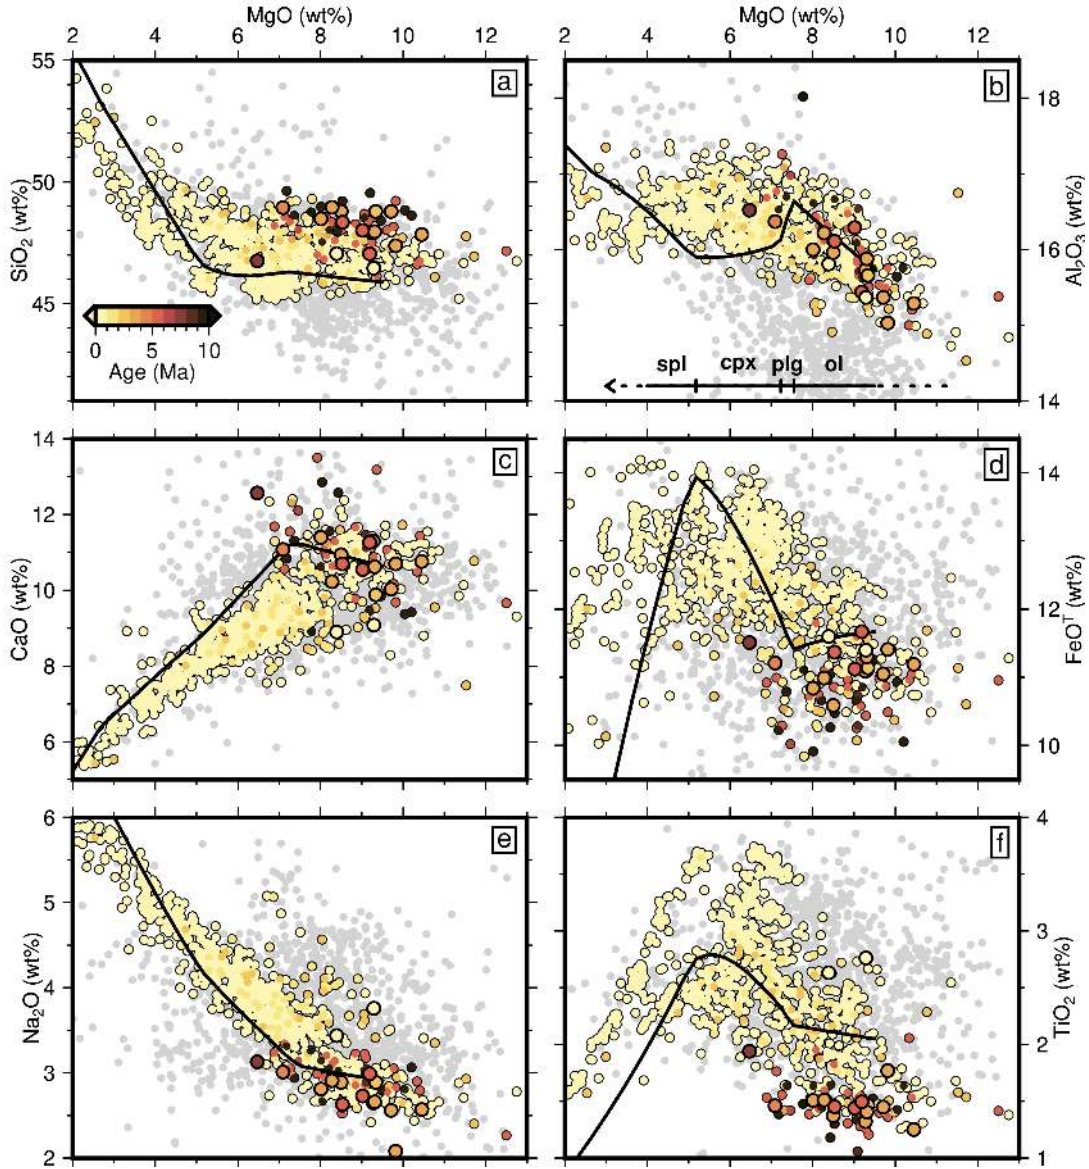 MgO (wt%) MgO (wt%)
2 4 6 8 10 12 2 4 6 8 10 12
55
a b
18
50
SiO₂ (wt%)
16
Al₂O₃ (wt%)
45
0 5 10
Age (Ma)
spl cpx plg ol
14
14
c d
14
12
10
CaO (wt%)
12
FeOᵀ (wt%)
8
6
10
6
e f
4
5
4
Na₂O (wt%)
3
TiO₂ (wt%)
3
2
2
1